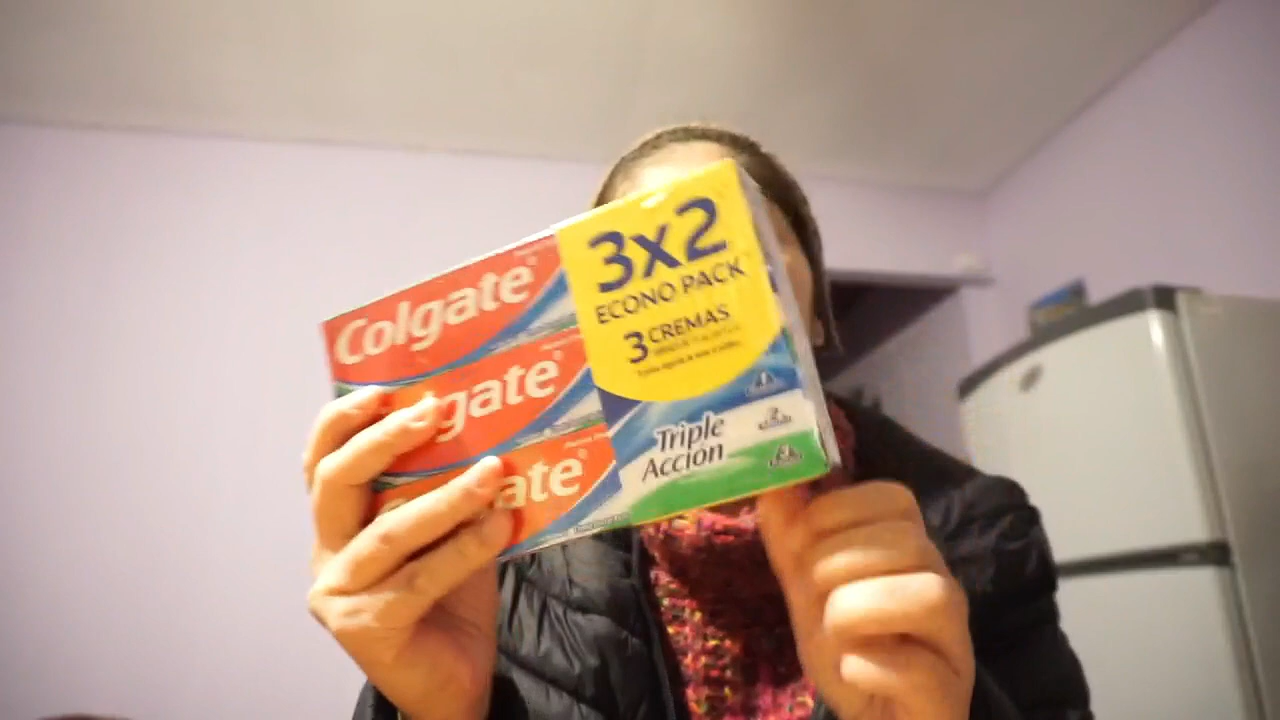 Colgate
3x2
ECONO PACK
3 CREMAS
Colgate
Triple
Acción
Colgate